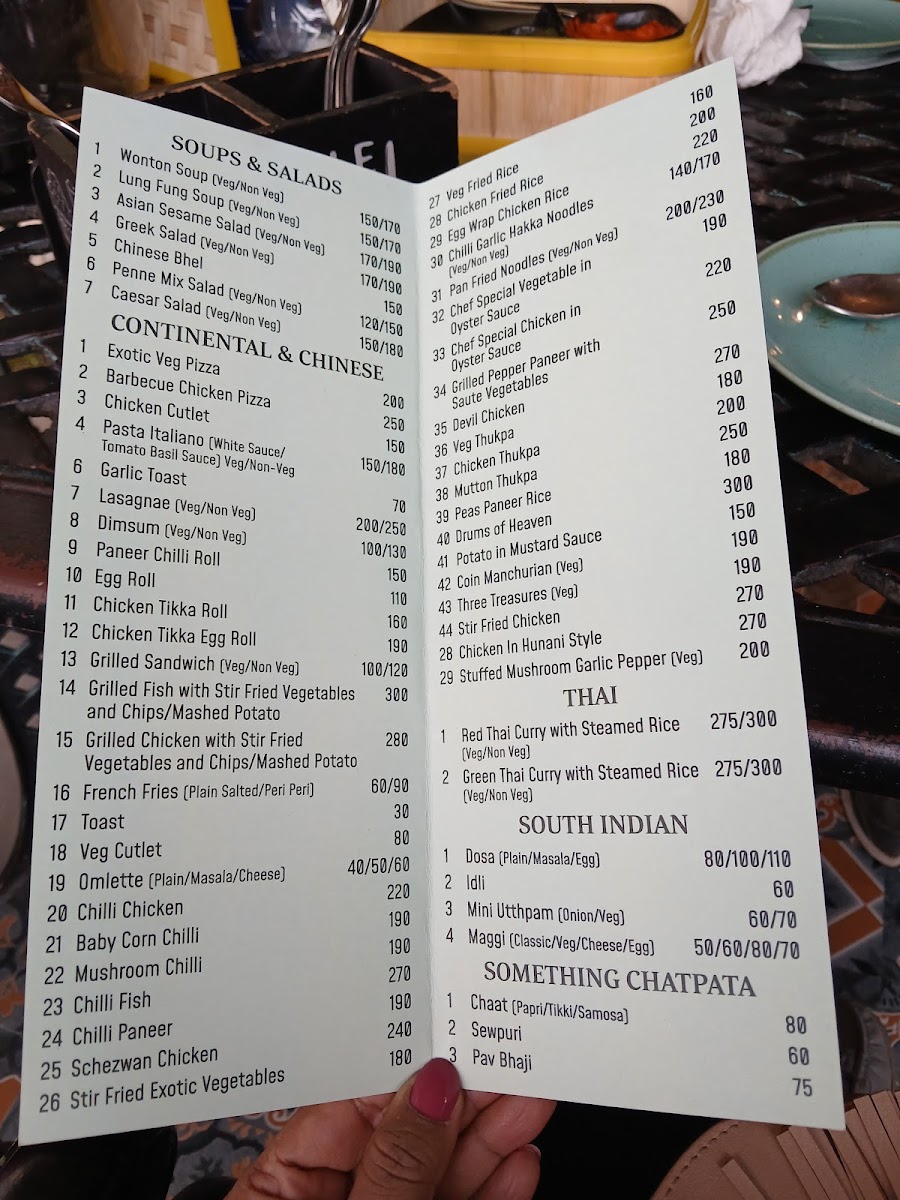 SOUPS & SALADS
1 Wonton Soup (Veg/Non Veg) 150/170
2 Lung Fung Soup (Veg/Non Veg) 150/170
3 Asian Sesame Salad (Veg/Non Veg) 170/190
4 Greek Salad (Veg/Non Veg) 170/190
5 Chinese Bhel 150
6 Penne Mix Salad (Veg/Non Veg) 120/150
7 Caesar Salad (Veg/Non Veg) 150/180
CONTINENTAL & CHINESE
1 Exotic Veg Pizza 200
2 Barbecue Chicken Pizza 250
3 Chicken Cutlet 150
4 Pasta Italiano (White Sauce/
Tomato Basil Sauce) Veg/Non-Veg 150/180
6 Garlic Toast 70
7 Lasagnae (Veg/Non Veg) 200/250
8 Dimsum (Veg/Non Veg) 100/130
9 Paneer Chilli Roll 150
10 Egg Roll 110
11 Chicken Tikka Roll 160
12 Chicken Tikka Egg Roll 190
13 Grilled Sandwich (Veg/Non Veg) 100/120
14 Grilled Fish with Stir Fried Vegetables 300
and Chips/Mashed Potato
15 Grilled Chicken with Stir Fried 280
Vegetables and Chips/Mashed Potato
16 French Fries (Plain Salted/Peri Peri) 60/90
17 Toast 30
18 Veg Cutlet 80
19 Omlette (Plain/Masala/Cheese) 40/50/60
20 Chilli Chicken 220
21 Baby Corn Chilli 190
22 Mushroom Chilli 190
23 Chilli Fish 270
24 Chilli Paneer 190
25 Schezwan Chicken 240
26 Stir Fried Exotic Vegetables 180
27 Veg Fried Rice 160
28 Chicken Fried Rice 200
29 Egg Wrap Chicken Rice 220
30 Chilli Garlic Hakka Noodles 140/170
(Veg/Non Veg)
31 Pan Fried Noodles (Veg/Non Veg) 200/230
32 Chef Special Vegetable in 190
Oyster Sauce
33 Chef Special Chicken in 220
Oyster Sauce
34 Grilled Pepper Paneer with 250
Saute Vegetables
35 Devil Chicken 270
36 Veg Thukpa 180
37 Chicken Thukpa 200
38 Mutton Thukpa 250
39 Peas Paneer Rice 180
40 Drums of Heaven 300
41 Potato in Mustard Sauce 150
42 Coin Manchurian (Veg) 190
43 Three Treasures (Veg) 190
44 Stir Fried Chicken 270
28 Chicken In Hunani Style 270
29 Stuffed Mushroom Garlic Pepper (Veg) 200
THAI
1 Red Thai Curry with Steamed Rice 275/300
(Veg/Non Veg)
2 Green Thai Curry with Steamed Rice 275/300
(Veg/Non Veg)
SOUTH INDIAN
1 Dosa (Plain/Masala/Egg) 80/100/110
2 Idli 60
3 Mini Utthpam (Onion/Veg) 60/70
4 Maggi (Classic/Veg/Cheese/Egg) 50/60/80/70
SOMETHING CHATPATA
1 Chaat (Papri/Tikki/Samosa) 80
2 Sewpuri 60
3 Pav Bhaji 75